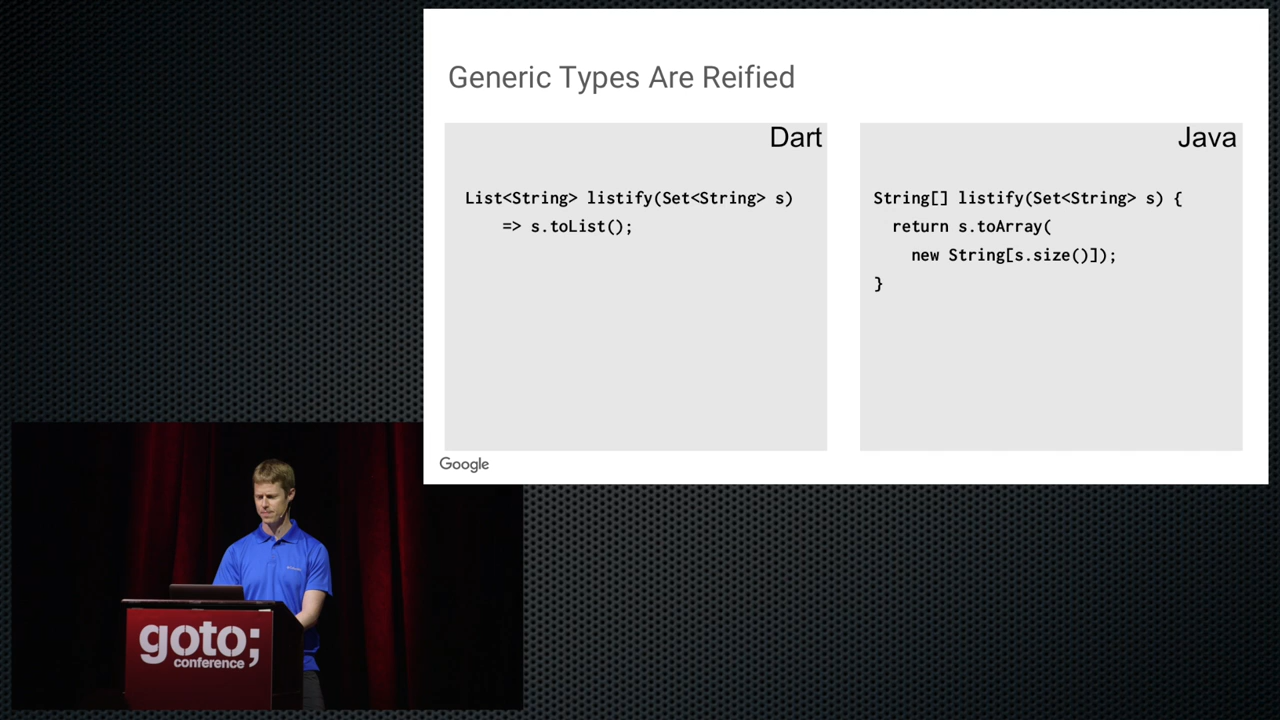 Generic Types Are Reified
Dart
List<String> listify(Set<String> s)
=> s.toList();
Java
String[] listify(Set<String> s) {
return s.toArray(
new String[s.size()]);
}
Google
goto;
conference